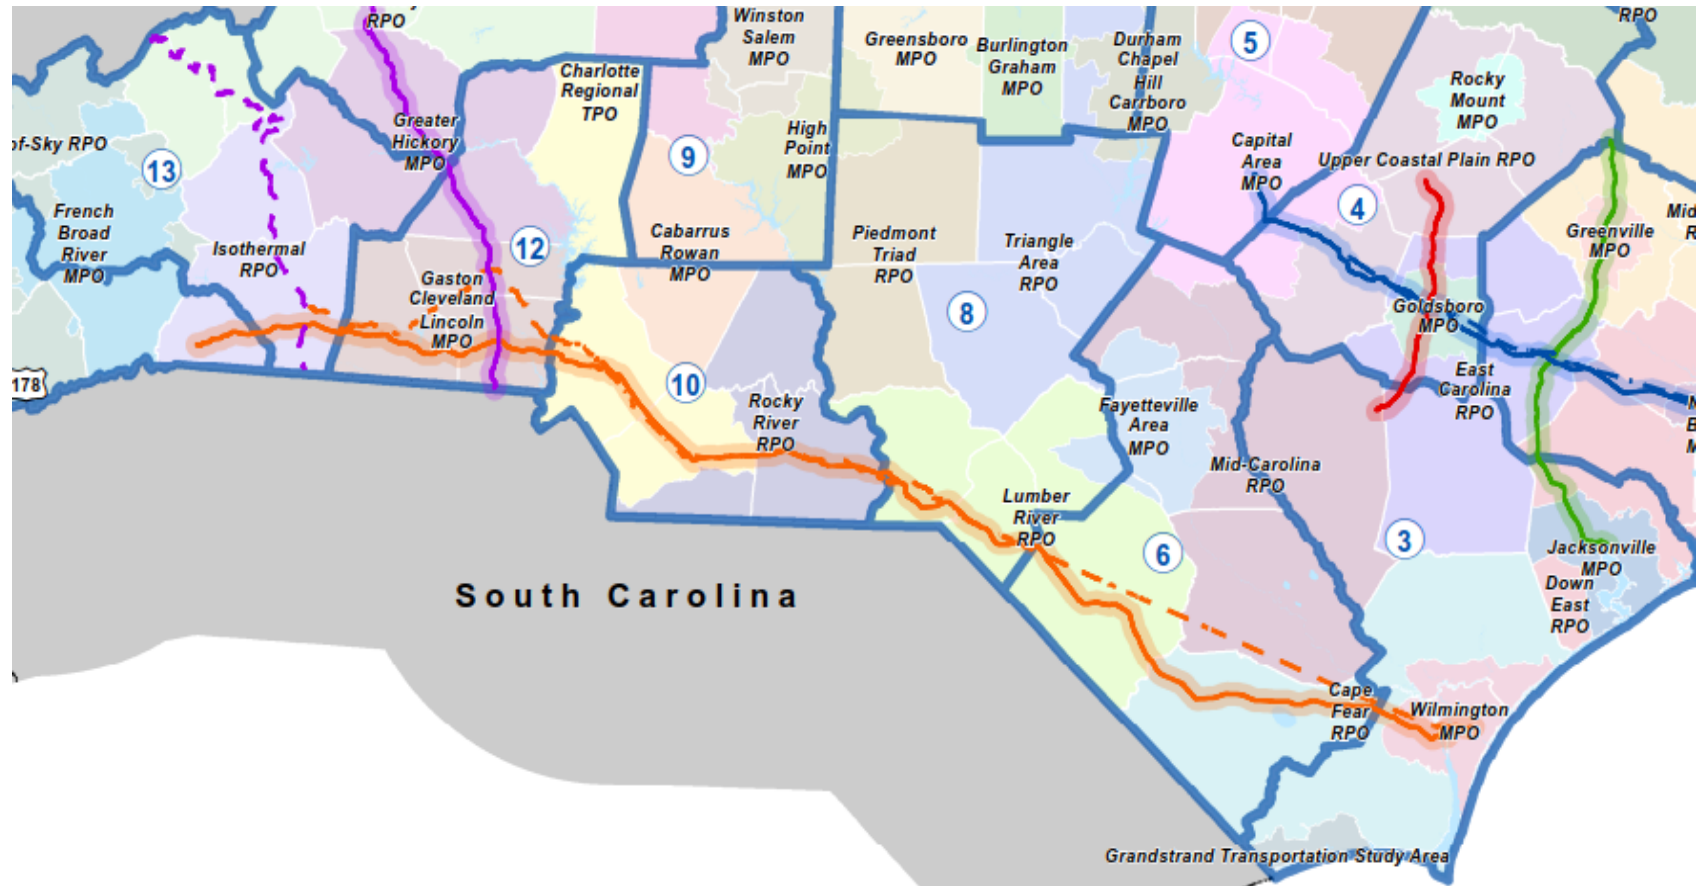 RPO
Winston
Salem
MPO
Greensboro
MPO
Burlington
Graham
MPO
Durham
Chapel
Hill
Carrboro
MPO
5
RPO
Charlotte
Regional
TPO
Rocky
Mount
MPO
Greater
Hickory
MPO
High
Point
MPO
Capital
Area
MPO
Upper Coastal Plain RPO
of-Sky RPO
13
9
4
French
Broad
River
MPO
Isothermal
RPO
12
Cabarrus
Rowan
MPO
Piedmont
Triad
RPO
Triangle
Area
RPO
Greenville
MPO
Mid
R
Gaston
Cleveland
Lincoln
MPO
8
Goldsboro
MPO
178
10
Rocky
River
RPO
Fayetteville
Area
MPO
East
Carolina
RPO
N
B
M
Mid-Carolina
RPO
Lumber
River
RPO
6
3
Jacksonville
MPO
Down
East
RPO
South Carolina
Cape
Fear
RPO
Wilmington
MPO
Grandstrand Transportation Study Area